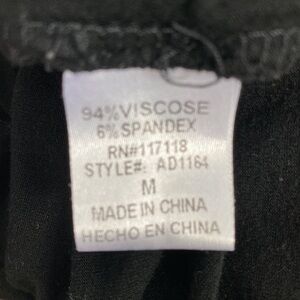 94%VISCOSE
6%SPANDEX
RN#117118
STYLE#: AD1164
M
MADE IN CHINA
HECHO EN CHINA